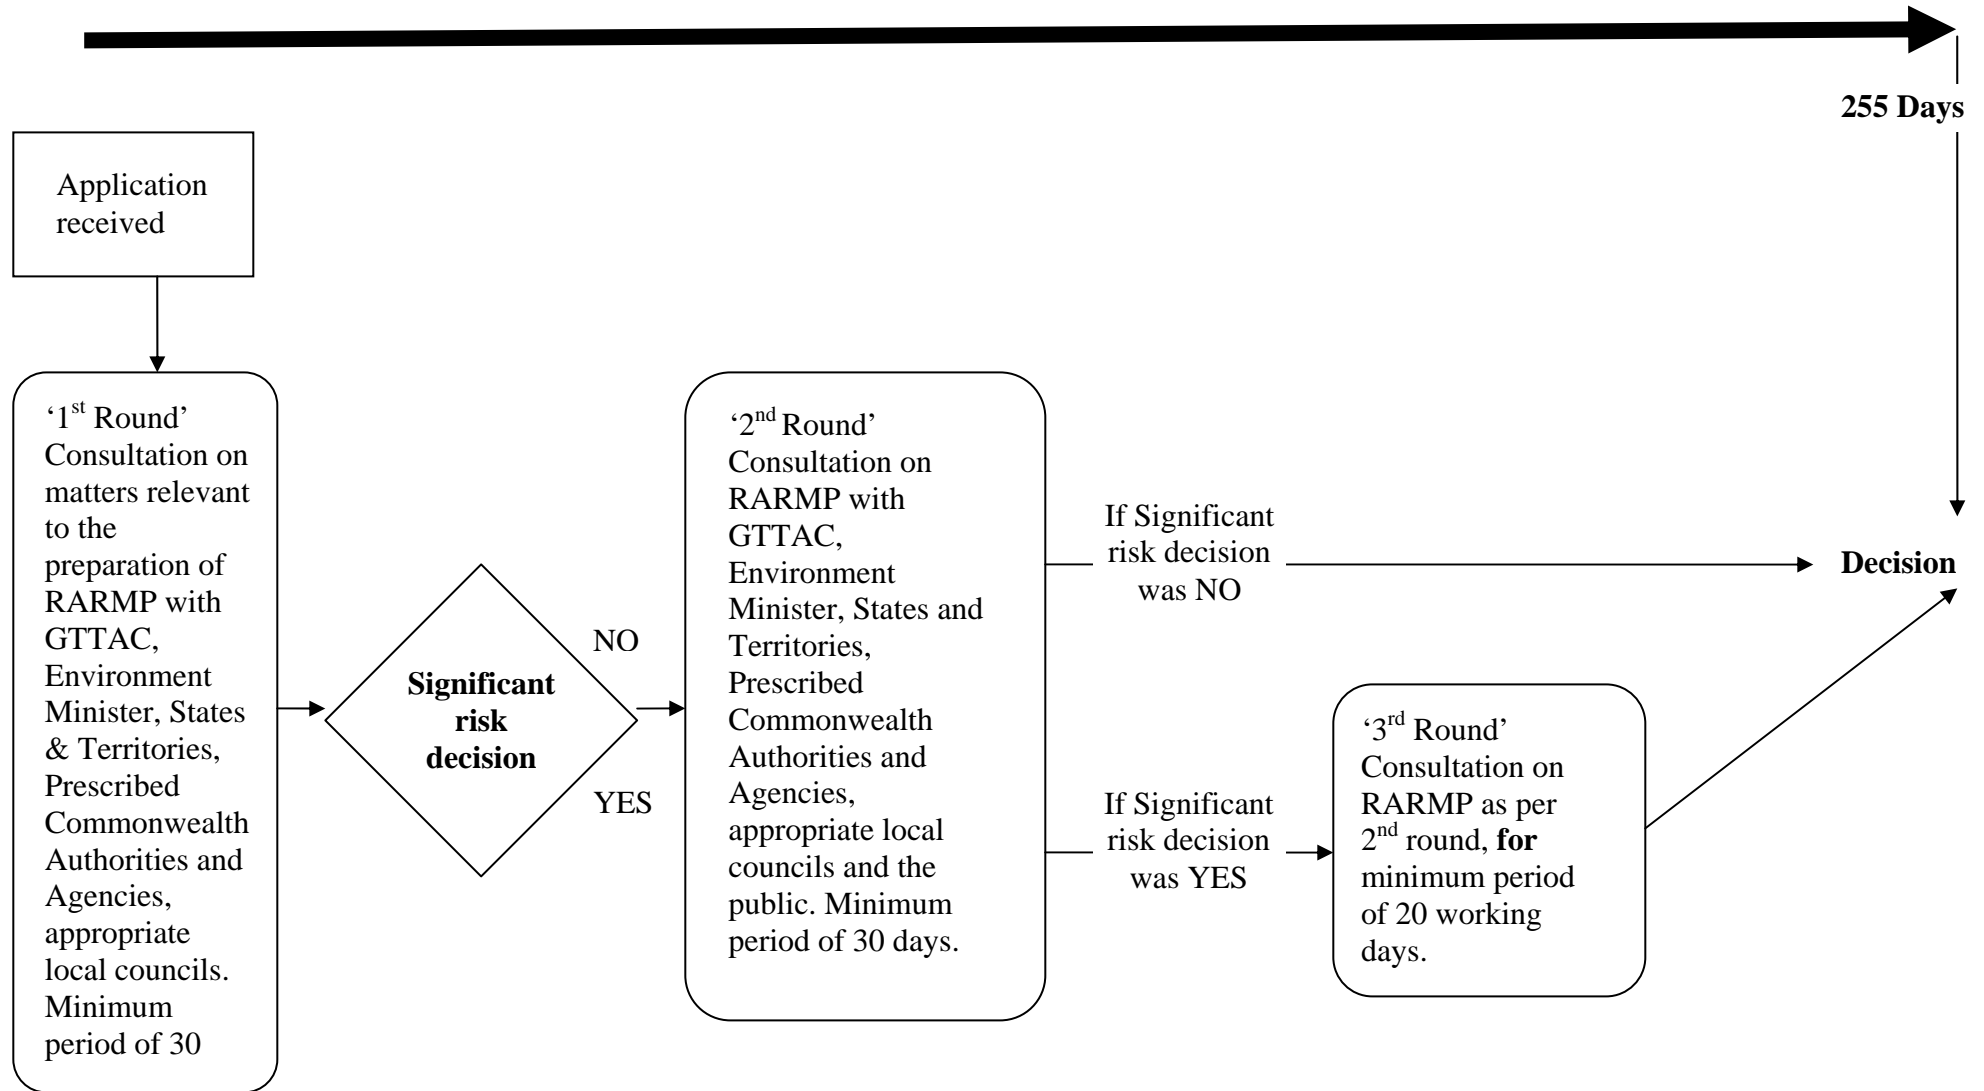 255 Days
Application
received
‘1st Round’
Consultation on
matters relevant
to the
preparation of
RARMP with
GTTAC,
Environment
Minister, States
& Territories,
Prescribed
Commonwealth
Authorities and
Agencies,
appropriate
local councils.
Minimum
period of 30
Significant
risk
decision
NO
YES
‘2nd Round’
Consultation on
RARMP with
GTTAC,
Environment
Minister, States and
Territories,
Prescribed
Commonwealth
Authorities and
Agencies,
appropriate local
councils and the
public. Minimum
period of 30 days.
If Significant
risk decision
was NO
If Significant
risk decision
was YES
‘3rd Round’
Consultation on
RARMP as per
2nd round, for
minimum period
of 20 working
days.
Decision